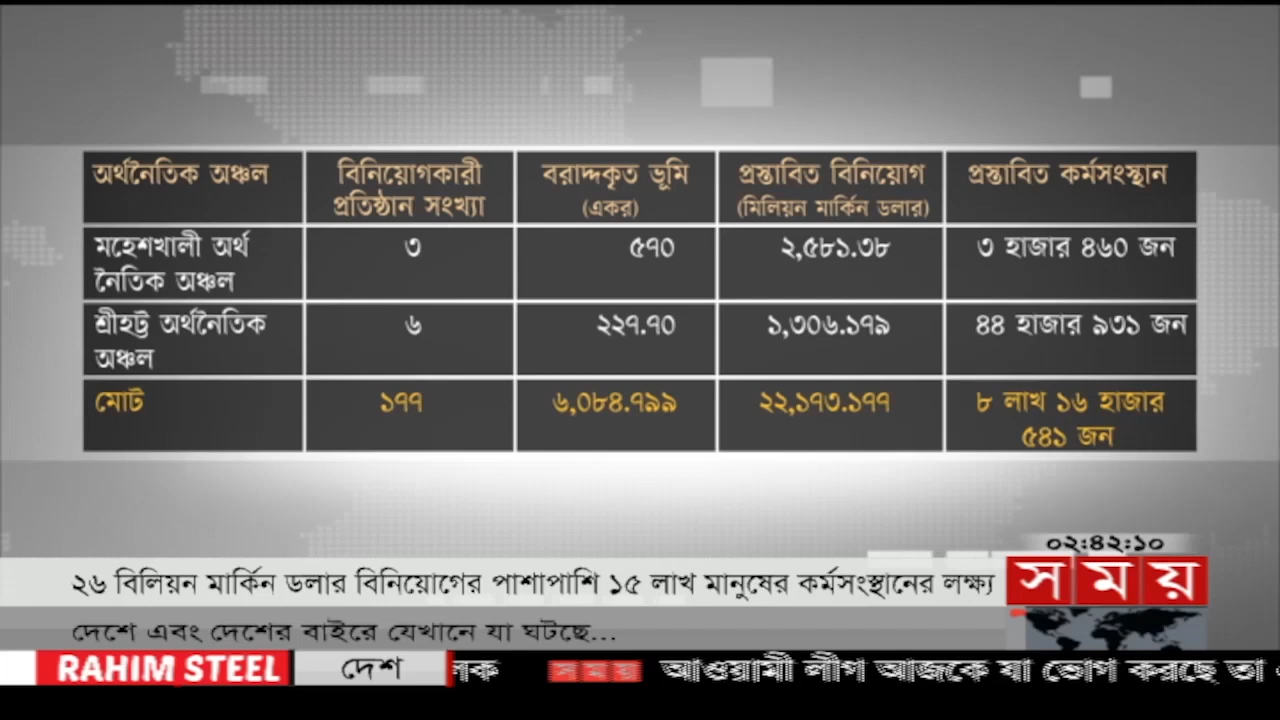 অর্থনৈতিক অঞ্চল
বিনিয়োগকারী
প্রতিষ্ঠান সংখ্যা
বরাদ্দকৃত ভূমি
(একর)
প্রস্তাবিত বিনিয়োগ
(মিলিয়ন মার্কিন ডলার)
প্রস্তাবিত কর্মসংস্থান
মহেশখালী অর্থ
নৈতিক অঞ্চল
৩
৫৭০
২,৫৮১.৩৮
৩ হাজার ৪৬০ জন
শ্রীহট্ট অর্থনৈতিক
অঞ্চল
৬
২২৭.৭০
১,৩০৬.১৭৯
৪৪ হাজার ৯৩১ জন
মোট
১৭৭
৬,০৮৪.৭৯৯
২২,১৭৩.১৭৭
৮ লাখ ১৬ হাজার
৫৪১ জন
০২:৪২:১০
২৬ বিলিয়ন মার্কিন ডলার বিনিয়োগের পাশাপাশি ১৫ লাখ মানুষের কর্মসংস্থানের লক্ষ্য
সময়
দেশে এবং দেশের বাইরে যেখানে যা ঘটছে...
RAHIM STEEL দেশ লক সময় আওয়ামী লীগ আজকে যা ভোগ করছে তা